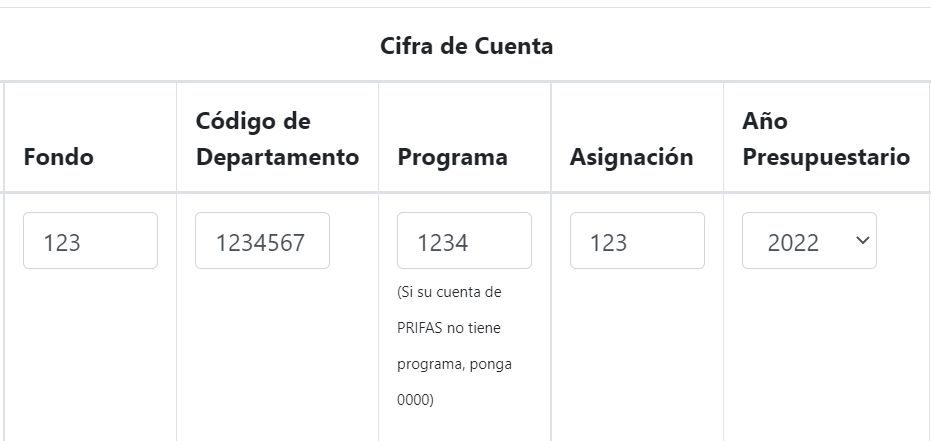 Cifra de Cuenta
Fondo
Código de
Departamento
Programa
Asignación
Año
Presupuestario
123
1234567
1234
123
2022
(Si su cuenta de
PRIFAS no tiene
programa, ponga
0000)